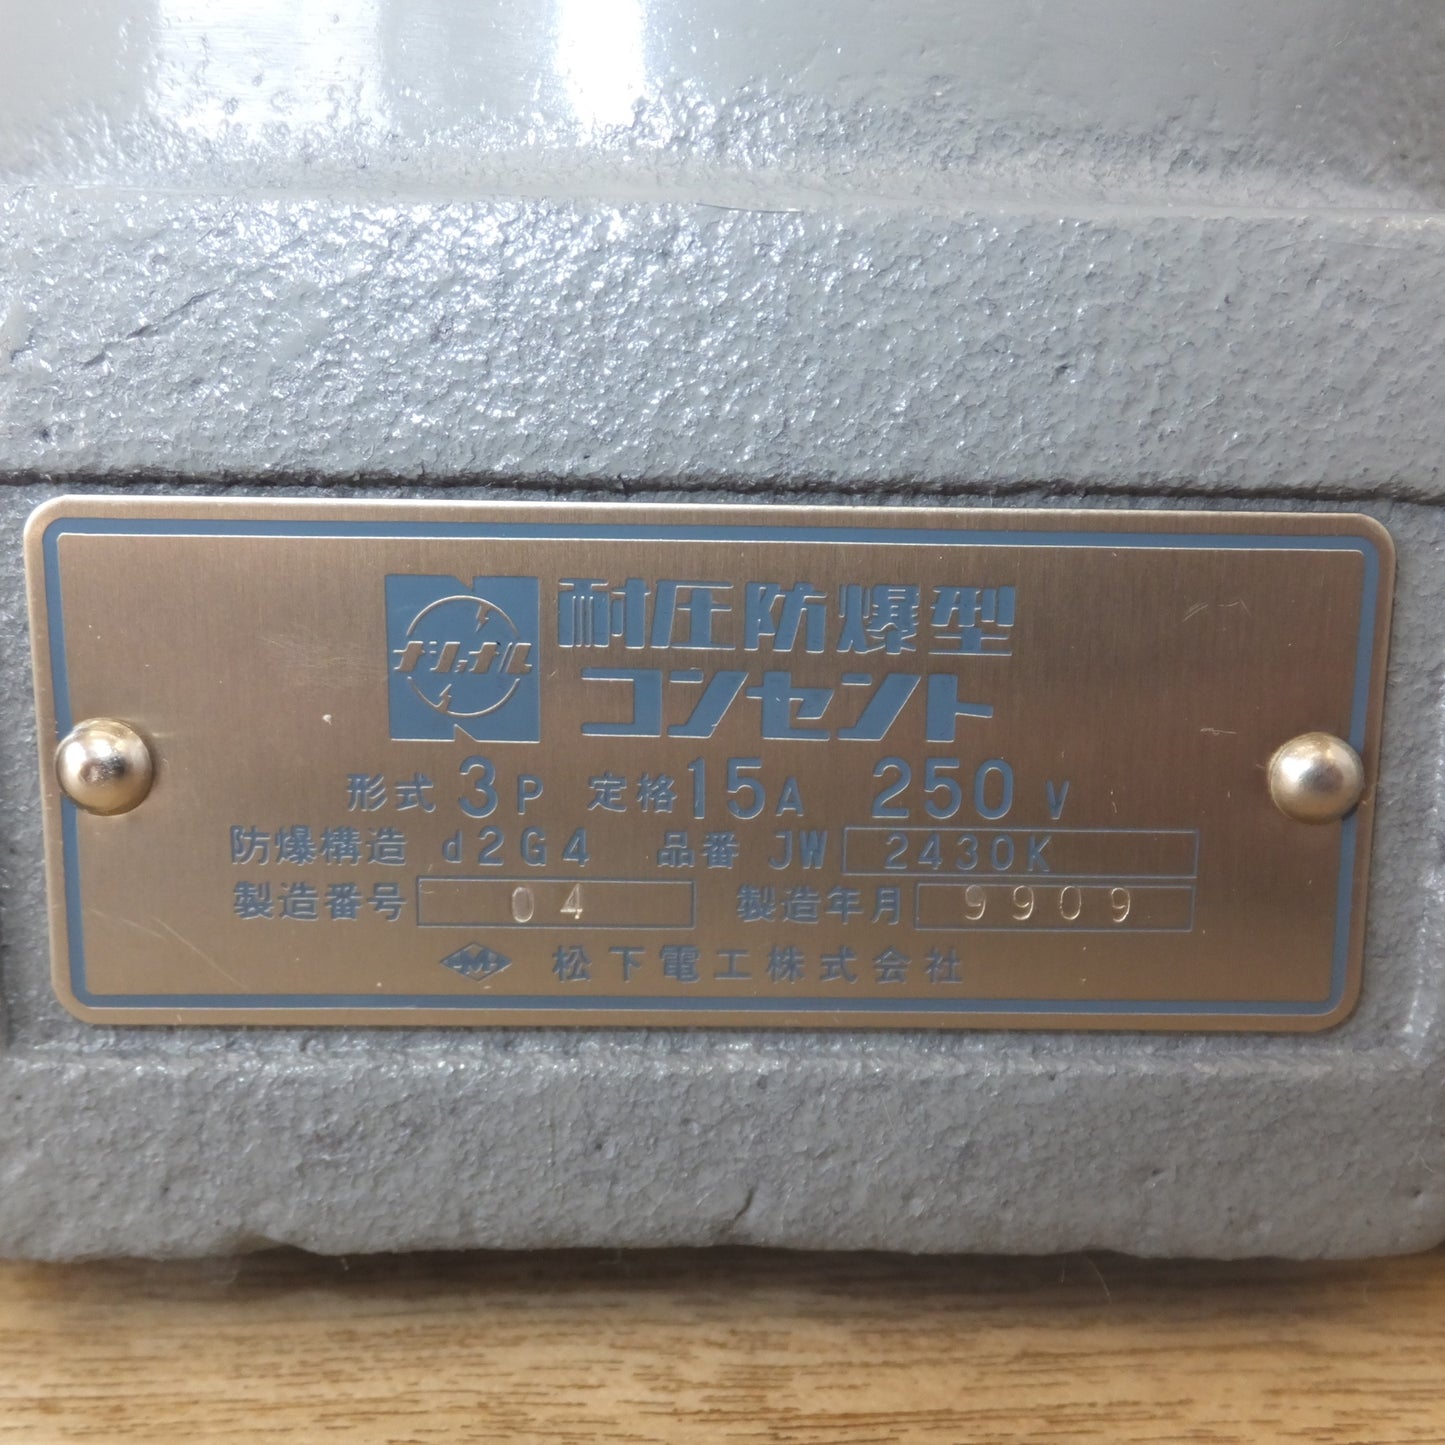 ナショナル
耐圧防爆型
コンセント
形式 3P 定格 15A 250V
防爆構造 d2G4 品番 JW 2430K
製造番号 04 製造年月 9909
M 松下電工株式会社